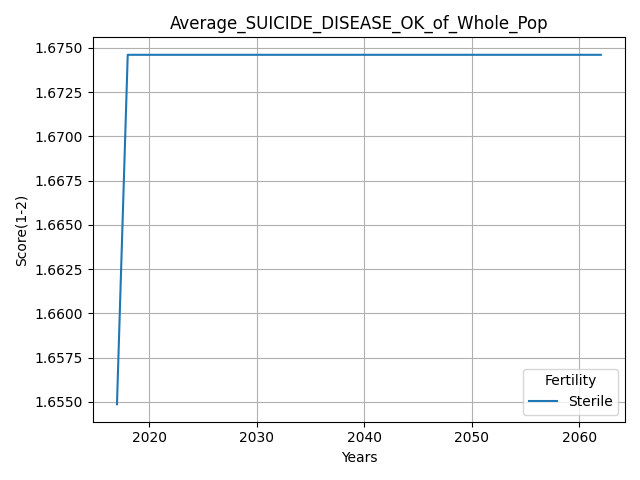 Average_SUICIDE_DISEASE_OK_of_Whole_Pop
1.6750
1.6725
1.6700
1.6675
1.6650
1.6625
1.6600
1.6575
1.6550
Score(1-2)
2020 2030 2040 2050 2060
Years
Fertility
Sterile